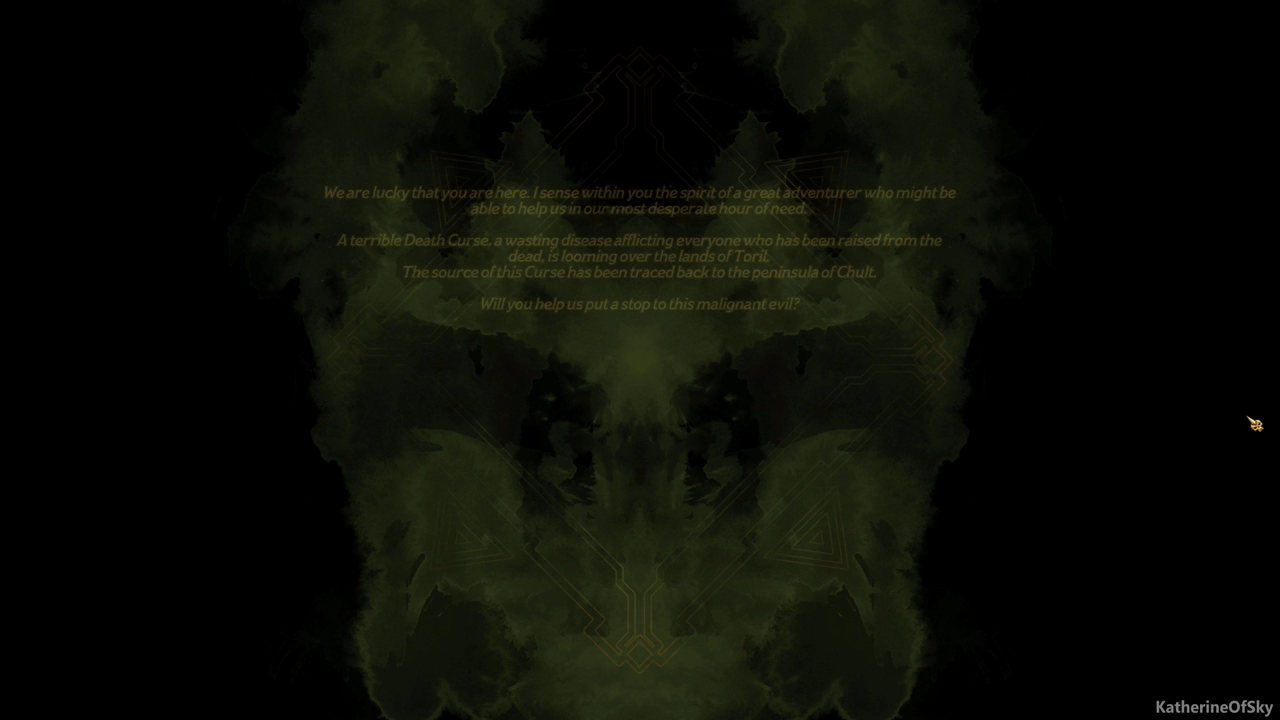 We are lucky that you are here. I sense within you the spirit of a great adventurer who might be
able to help us in our most desperate hour of need.
A terrible Death Curse, a wasting disease afflicting everyone who has been raised from the
dead, is looming over the lands of Toril.
The source of this Curse has been traced back to the peninsula of Chult.
Will you help us put a stop to this malignant evil?
KatherineOfSky